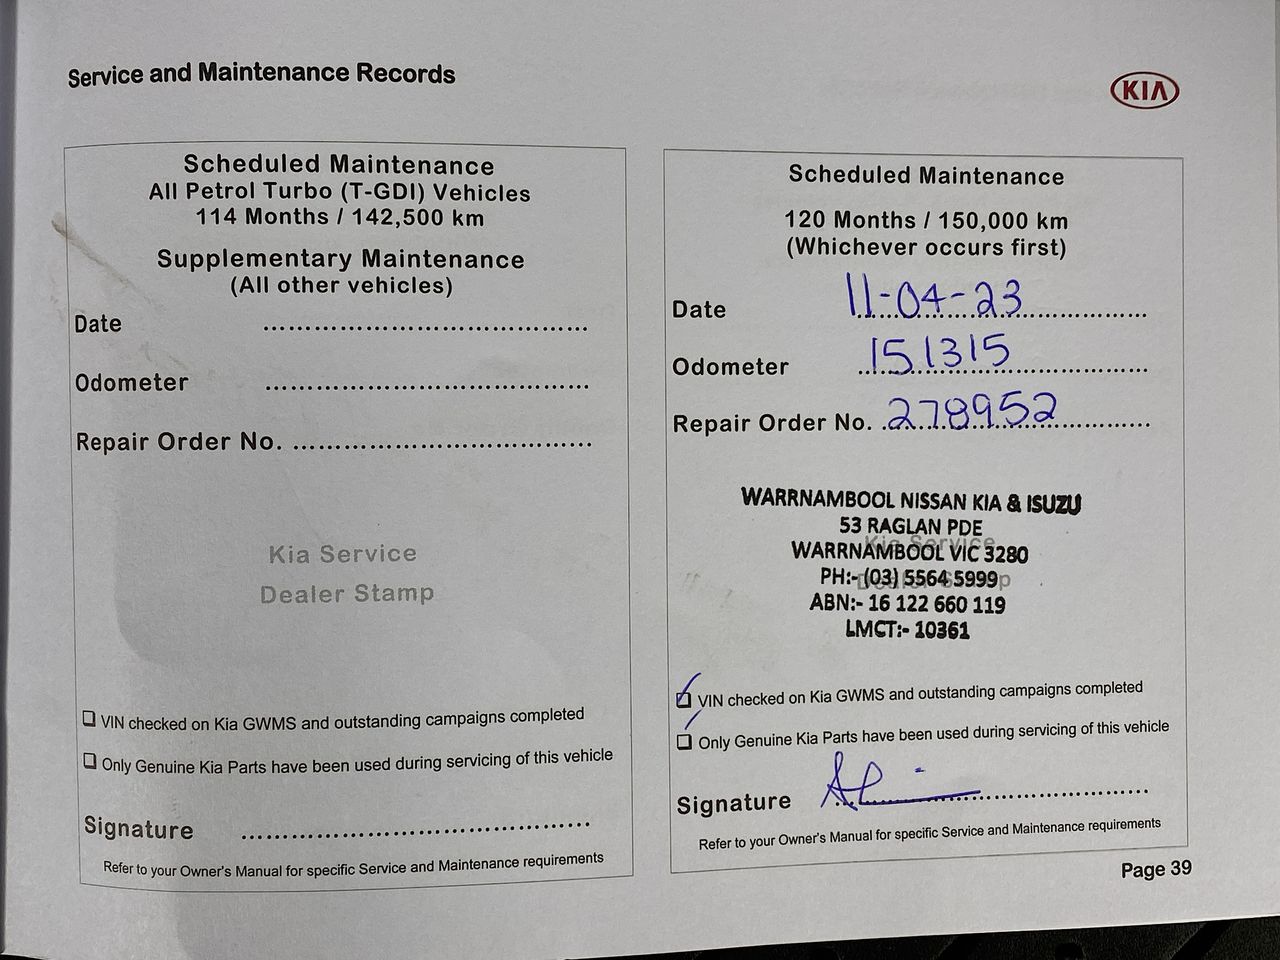 Service and Maintenance Records
KIA
Scheduled Maintenance
All Petrol Turbo (T-GDI) Vehicles
114 Months / 142,500 km
Supplementary Maintenance
(All other vehicles)
Date ....................................
Odometer ....................................
Repair Order No. .................................
Kia Service
Dealer Stamp
❑ VIN checked on Kia GWMS and outstanding campaigns completed
❑ Only Genuine Kia Parts have been used during servicing of this vehicle
Signature .......................................
Refer to your Owner's Manual for specific Service and Maintenance requirements
Scheduled Maintenance
120 Months / 150,000 km
(Whichever occurs first)
Date 11-04-23
Odometer 151315
Repair Order No. 278952
Kia Service
Dealer Stamp
WARRNAMBOOL NISSAN KIA & ISUZU
53 RAGLAN PDE
WARRNAMBOOL VIC 3280
PH:- (03) 5564 5999
ABN:- 16 122 660 119
LMCT:- 10361
❑ VIN checked on Kia GWMS and outstanding campaigns completed
❑ Only Genuine Kia Parts have been used during servicing of this vehicle
Signature
Refer to your Owner's Manual for specific Service and Maintenance requirements
Page 39